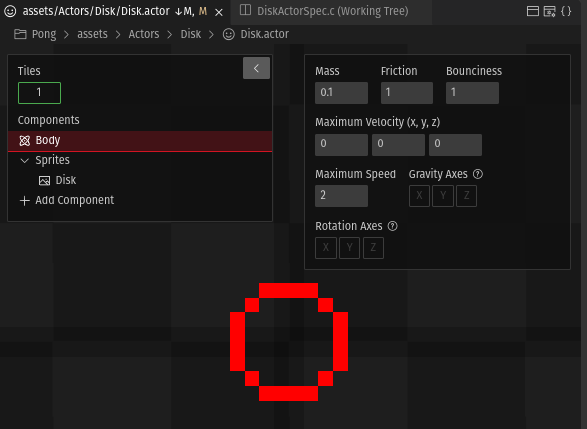 assets/Actors/Disk/Disk.actor ↓M, M DiskActorSpec.c (Working Tree)
Pong > assets > Actors > Disk > Disk.actor
Tiles
1
Components
Body
Sprites
Disk
Add Component
Mass Friction Bounciness
0.1 1 1
Maximum Velocity (x, y, z)
0 0 0
Maximum Speed Gravity Axes
2 X Y Z
Rotation Axes
X Y Z